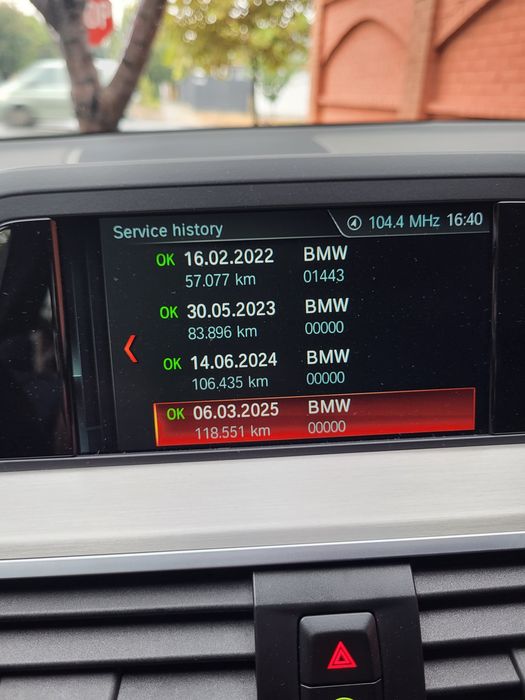 Service history 104.4 MHz 16:40
OK 16.02.2022 BMW
57.077 km 01443
OK 30.05.2023 BMW
83.896 km 00000
OK 14.06.2024 BMW
106.435 km 00000
OK 06.03.2025 BMW
118.551 km 00000